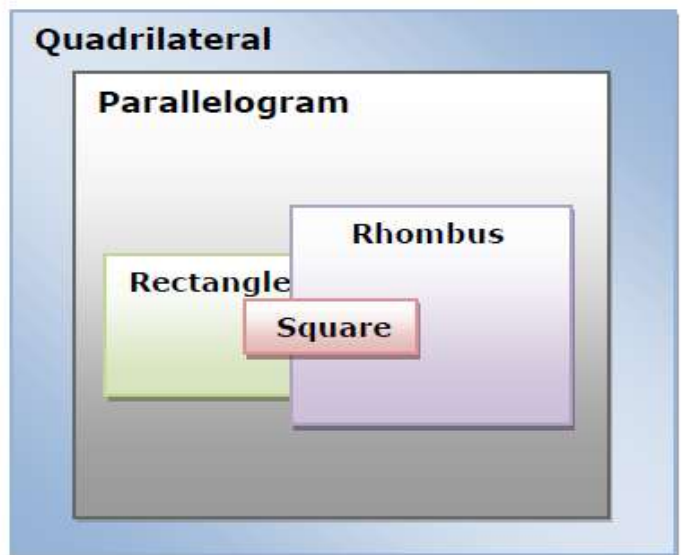 Quadrilateral
Parallelogram
Rhombus
Rectangle
Square